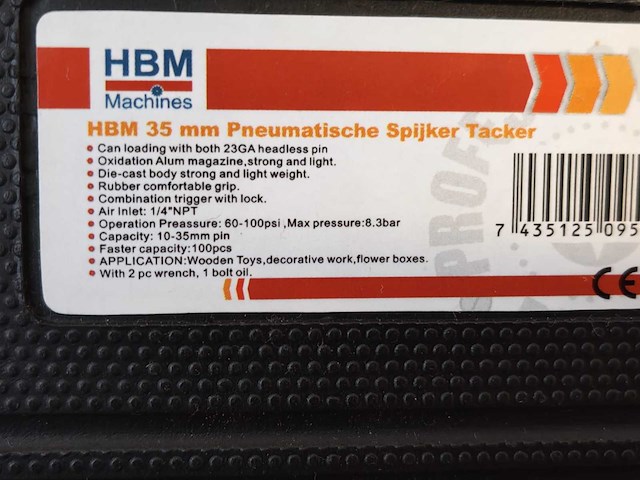 HBM
Machines
HBM 35 mm Pneumatische Spijker Tacker
Can loading with both 23GA headless pin
Oxidation Alum magazine,strong and light.
Die-cast body strong and light weight.
Rubber comfortable grip.
Combination trigger with lock.
Air Inlet: 1/4"NPT
Operation Preassure: 60-100psi ,Max pressure:8.3bar
Capacity: 10-35mm pin
Faster capacity:100pcs
APPLICATION:Wooden Toys,decorative work,flower boxes.
With 2 pc wrench, 1 bolt oil.
7 435125 095
CE